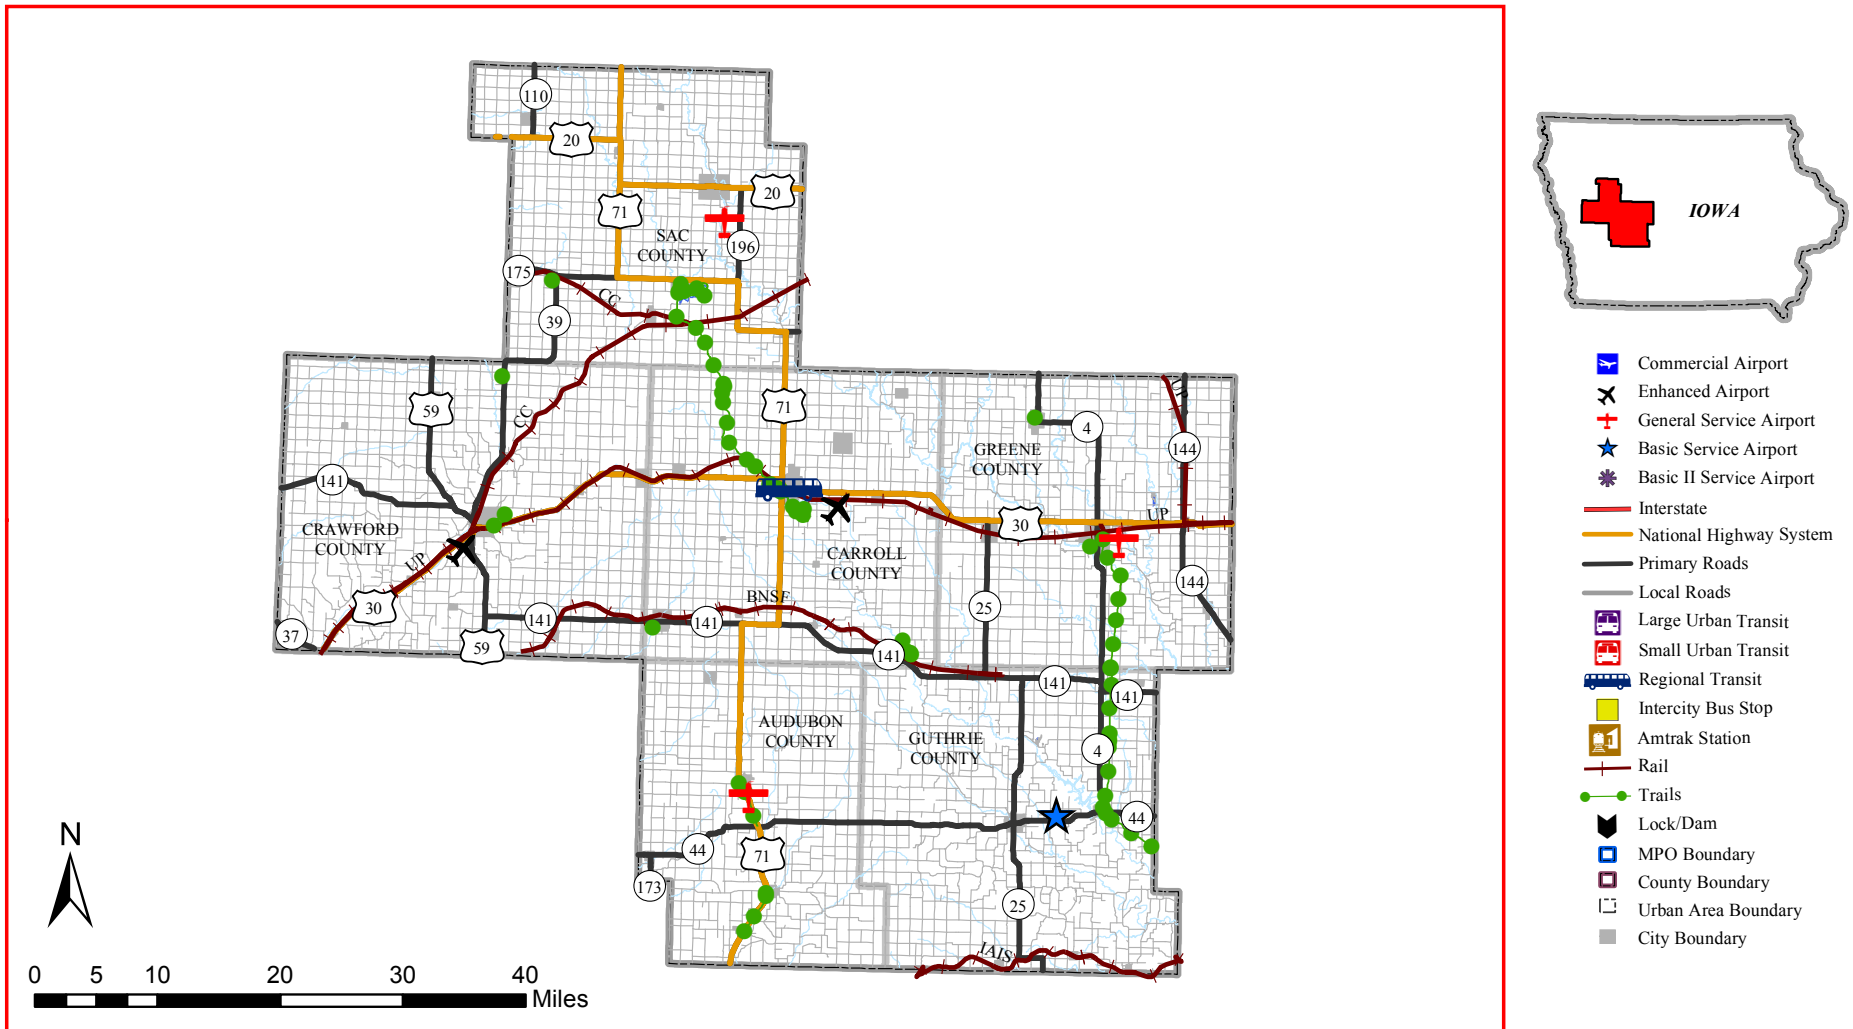 110
20
20
71
SAC
COUNTY
196
175
CC
39
59
CC
71
UP
4
144
GREENE
COUNTY
141
CRAWFORD
COUNTY
UP
30
UP
CARROLL
COUNTY
144
30
BNSF
25
141
141
37
59
141
141
141
AUDUBON
COUNTY
GUTHRIE
COUNTY
4
44
44
71
173
25
IAIS
N
0 5 10 20 30 40
Miles
IOWA
Commercial Airport
Enhanced Airport
General Service Airport
Basic Service Airport
Basic II Service Airport
Interstate
National Highway System
Primary Roads
Local Roads
Large Urban Transit
Small Urban Transit
Regional Transit
Intercity Bus Stop
Amtrak Station
Rail
Trails
Lock/Dam
MPO Boundary
County Boundary
Urban Area Boundary
City Boundary